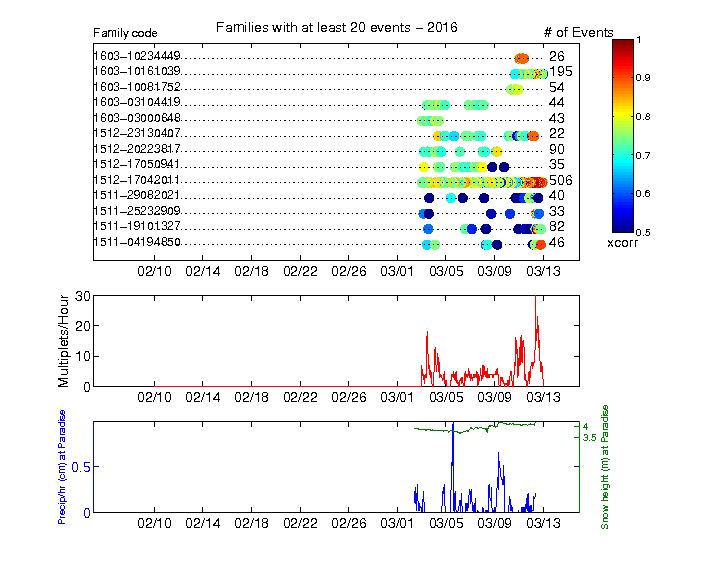 Families with at least 20 events − 2016
Family code
# of Events
1603−10234449 26
1603−10161039 195
1603−10081752 54
1603−03104419 44
1603−03000648 43
1512−23130407 22
1512−20223817 90
1512−17050941 35
1512−17042011 506
1511−29082021 40
1511−25232909 33
1511−19101327 82
1511−04194850 46
02/10 02/14 02/18 02/22 02/26 03/01 03/05 03/09 03/13
1
0.9
0.8
0.7
0.6
0.5
xcorr
Multiplets/Hour
30
20
10
0
02/10 02/14 02/18 02/22 02/26 03/01 03/05 03/09 03/13
Precip/hr (cm) at Paradise
0.5
0
4
3.5
Snow height (m) at Paradise
02/10 02/14 02/18 02/22 02/26 03/01 03/05 03/09 03/13